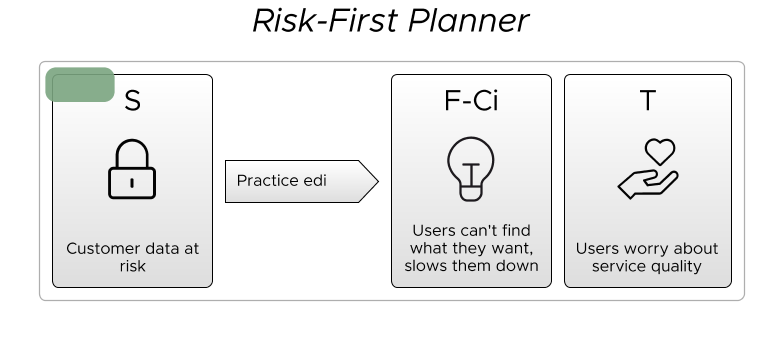 Risk-First Planner
S
Customer data at
risk
Practice edi
F-Ci
Users can't find
what they want,
slows them down
T
Users worry about
service quality